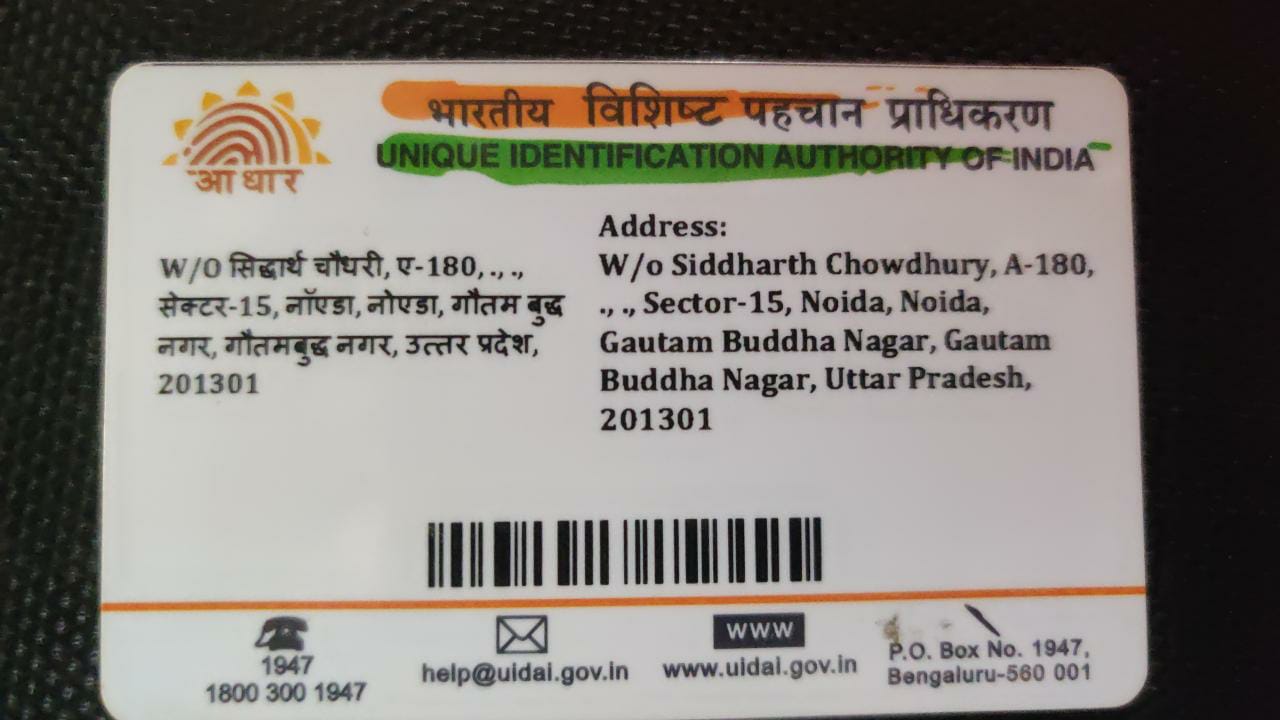 भारतीय विशिष्ट पहचान प्राधिकरण
UNIQUE IDENTIFICATION AUTHORITY OF INDIA
आधार
W/O सिद्धार्थ चौधरी, ए-180, ., .,
सेक्टर-15, नॉएडा, नोएडा, गौतम बुद्ध
नगर, गौतमबुद्ध नगर, उत्तर प्रदेश,
201301
Address:
W/o Siddharth Chowdhury, A-180,
., ., Sector-15, Noida, Noida,
Gautam Buddha Nagar, Gautam
Buddha Nagar, Uttar Pradesh,
201301
1947
1800 300 1947
help@uidai.gov.in
www
www.uidai.gov.in
P.O. Box No. 1947,
Bengaluru-560 001